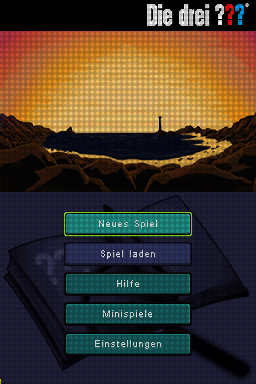 Die drei ???®
Neues Spiel
Spiel laden
Hilfe
Minispiele
Einstellungen
??